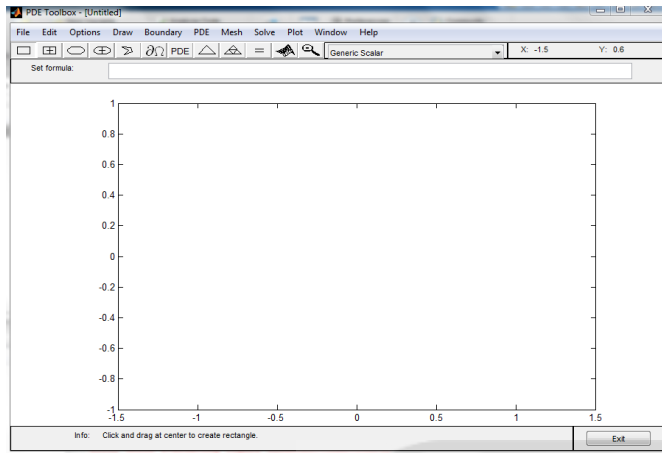 PDE Toolbox - [Untitled]
File Edit Options Draw Boundary PDE Mesh Solve Plot Window Help
∂Ω PDE = Generic Scalar X: -1.5 Y: 0.6
Set formula:
1
0.8
0.6
0.4
0.2
0
-0.2
-0.4
-0.6
-0.8
-1
-1.5 -1 -0.5 0 0.5 1 1.5
Info: Click and drag at center to create rectangle.
Exit